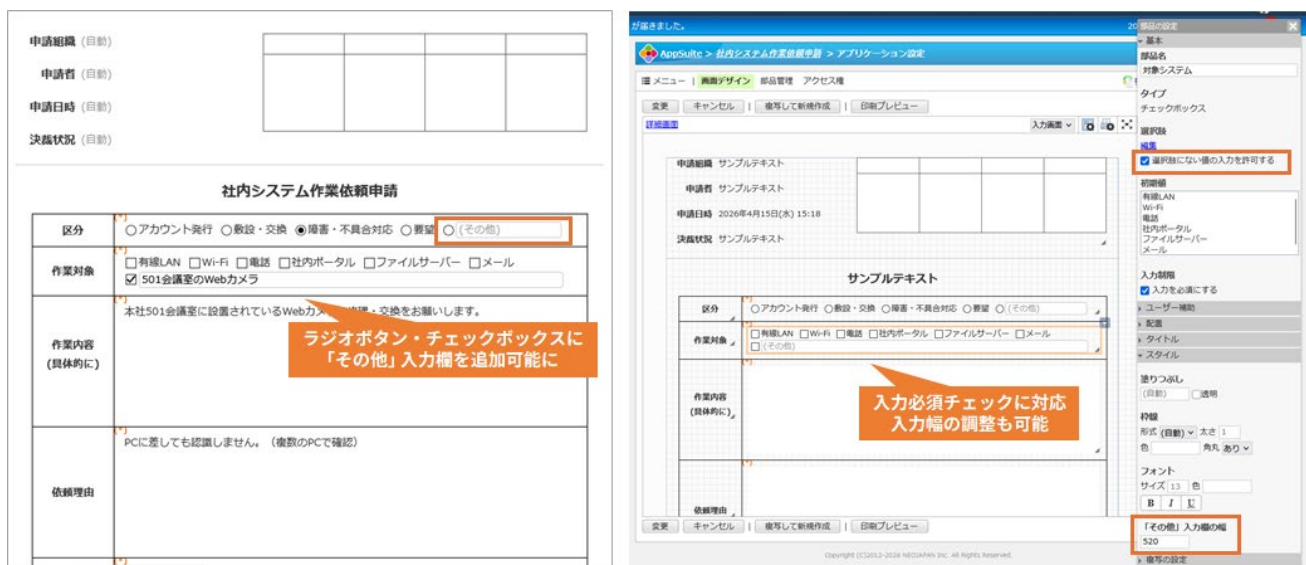 申請組織 (自動)
申請者 (自動)
申請日時 (自動)
決裁状況 (自動)
社内システム作業依頼申請
区分
(*)
○アカウント発行 ○敷設・交換 ◉障害・不具合対応 ○要望 ○ (その他)
作業対象
(*)
□有線LAN □Wi-Fi □電話 □社内ポータル □ファイルサーバー □メール
☑ 501会議室のWebカメラ
作業内容
(具体的に)
(*)
本社501会議室に設置されているWebカメ
・交換をお願いします。
ラジオボタン・チェックボックスに
「その他」入力欄を追加可能に
依頼理由
(*)
PCに差しても認識しません。（複数のPCで確認）
が届きました。
AppSuite > 社内システム作業依頼申請 > アプリケーション設定
メニュー | 画面デザイン 部品管理 アクセス権
変更 キャンセル | 複写して新規作成 | 印刷プレビュー
詳細画面
入力画面
申請組織 サンプルテキスト
申請者 サンプルテキスト
申請日時 2026年4月15日(水) 15:18
決裁状況 サンプルテキスト
サンプルテキスト
区分
(*)
○アカウント発行 ○敷設・交換 ○障害・不具合対応 ○要望 ○ (その他)
作業対象
(*)
□有線LAN □Wi-Fi □電話 □社内ポータル □ファイルサーバー □メール
□ (その他)
作業内容
(具体的に)
(*)
入力必須チェックに対応
入力幅の調整も可能
依頼理由
(*)
変更 キャンセル | 複写して新規作成 | 印刷プレビュー
Copyright (C)2012-2026 NEOJAPAN Inc. All Rights Reserved.
部品の設定
基本
部品名
対象システム
タイプ
チェックボックス
選択肢
編集
☑ 選択肢にない値の入力を許可する
初期値
有線LAN
Wi-Fi
電話
社内ポータル
ファイルサーバー
メール
入力制限
☑ 入力を必須にする
ユーザー補助
配置
タイトル
スタイル
塗りつぶし
(自動) □透明
枠線
形式 (自動) 太さ 1
色 角丸 あり
フォント
サイズ 13 色
B I U
「その他」入力欄の幅
520
複写の設定